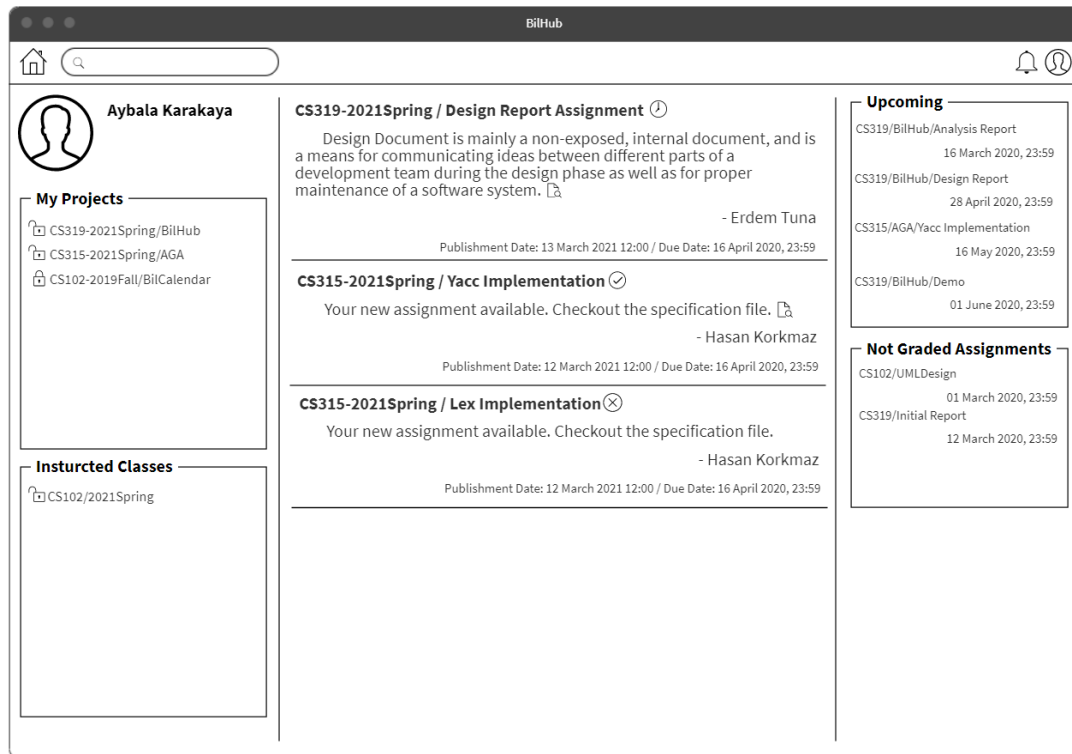 BilHub
Aybala Karakaya
My Projects
CS319-2021Spring/BilHub
CS315-2021Spring/AGA
CS102-2019Fall/BilCalendar
Insturcted Classes
CS102/2021Spring
CS319-2021Spring / Design Report Assignment
Design Document is mainly a non-exposed, internal document, and is
a means for communicating ideas between different parts of a
development team during the design phase as well as for proper
maintenance of a software system.
- Erdem Tuna
Publishment Date: 13 March 2021 12:00 / Due Date: 16 April 2020, 23:59
CS315-2021Spring / Yacc Implementation
Your new assignment available. Checkout the specification file.
- Hasan Korkmaz
Publishment Date: 12 March 2021 12:00 / Due Date: 16 April 2020, 23:59
CS315-2021Spring / Lex Implementation
Your new assignment available. Checkout the specification file.
- Hasan Korkmaz
Publishment Date: 12 March 2021 12:00 / Due Date: 16 April 2020, 23:59
Upcoming
CS319/BilHub/Analysis Report
16 March 2020, 23:59
CS319/BilHub/Design Report
28 April 2020, 23:59
CS315/AGA/Yacc Implementation
16 May 2020, 23:59
CS319/BilHub/Demo
01 June 2020, 23:59
Not Graded Assignments
CS102/UMLDesign
01 March 2020, 23:59
CS319/Initial Report
12 March 2020, 23:59